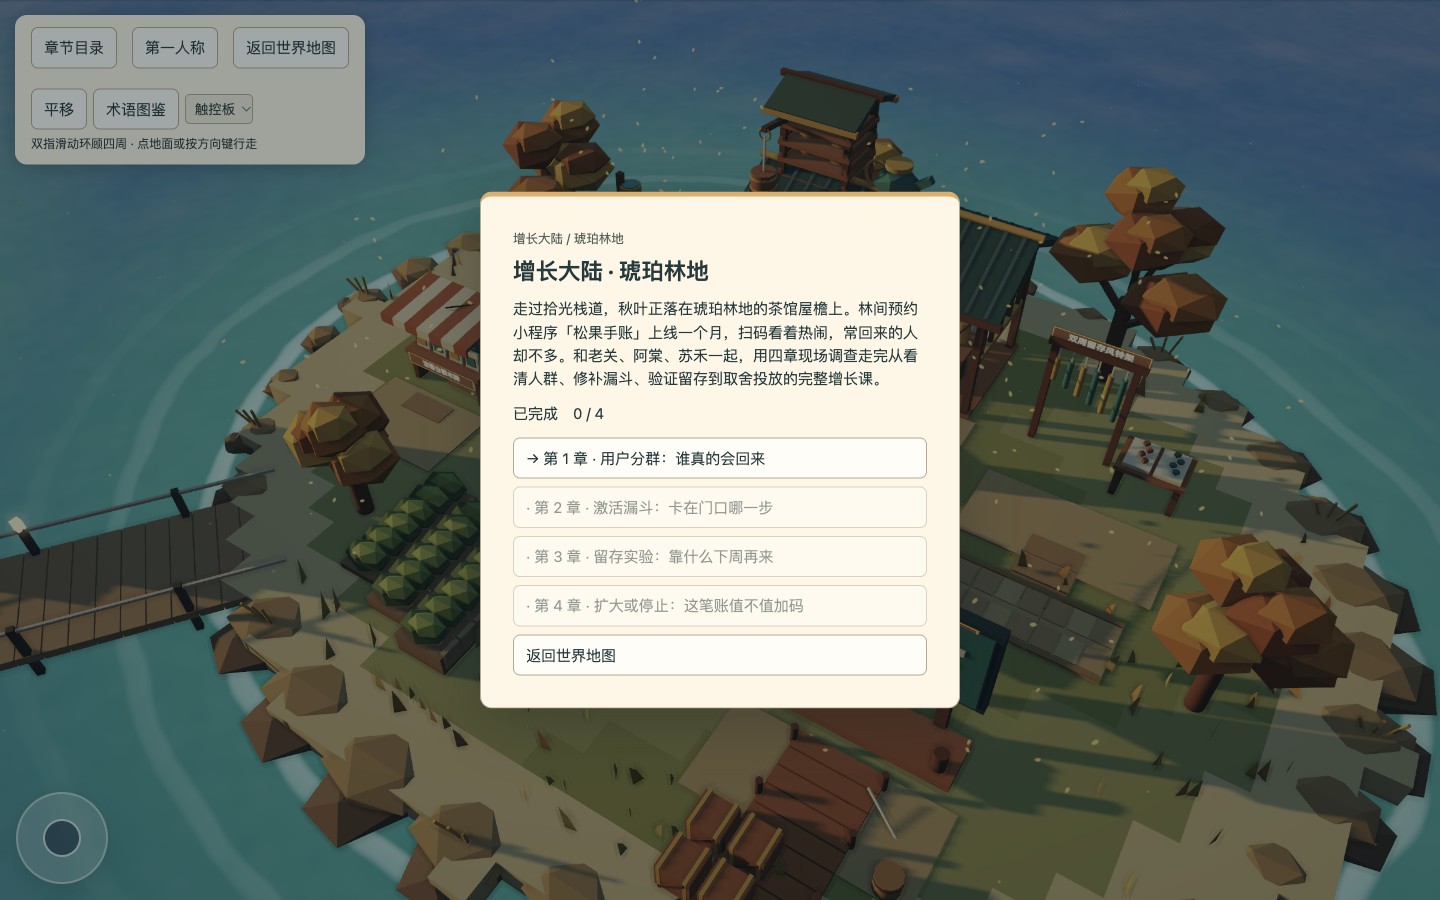 章节目录
第一人称
返回世界地图
平移
术语图鉴
触控板
双指滑动环顾四周 · 点地面或按方向键行走
增长大陆 / 琥珀林地
增长大陆 · 琥珀林地
走过拾光栈道，秋叶正落在琥珀林地的茶馆屋檐上。林间预约
小程序「松果手账」上线一个月，扫码看着热闹，常回来的人
却不多。和老关、阿棠、苏禾一起，用四章现场调查走完从看
清人群、修补漏斗、验证留存到取舍投放的完整增长课。
已完成 0 / 4
→ 第 1 章 · 用户分群：谁真的会回来
· 第 2 章 · 激活漏斗：卡在门口哪一步
· 第 3 章 · 留存实验：靠什么下周再来
· 第 4 章 · 扩大或停止：这笔账值不值加码
返回世界地图
双周留存风铃架